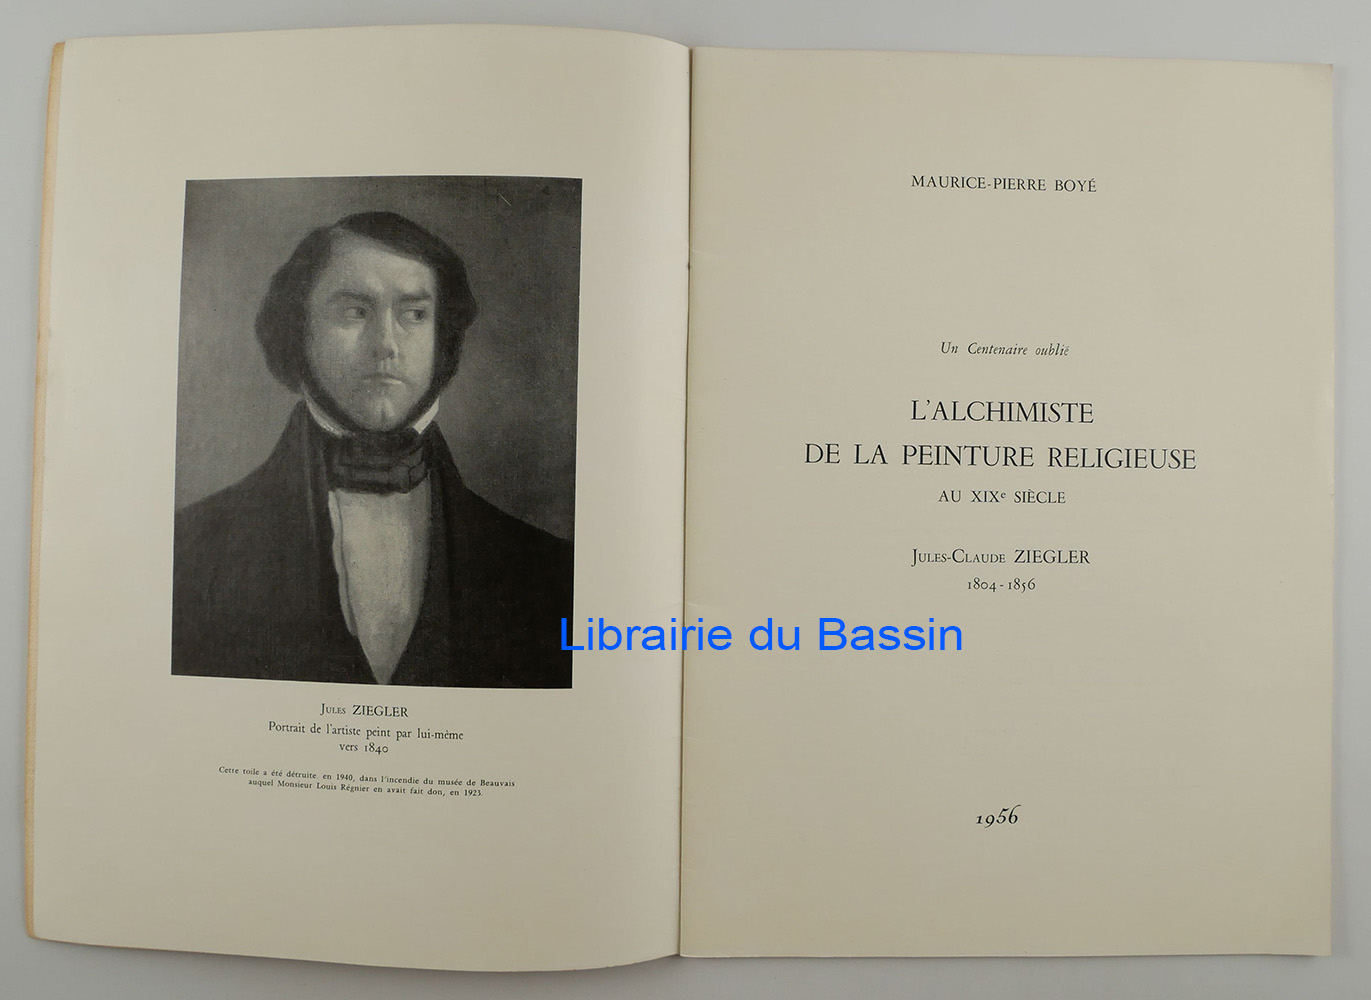 JULES ZIEGLER
Portrait de l'artiste peint par lui-même
vers 1840
Cette toile a été détruite en 1940, dans l'incendie du musée de Beauvais
auquel Monsieur Louis Régnier en avait fait don, en 1923.
MAURICE-PIERRE BOYÉ
Un Centenaire oublié
L'ALCHIMISTE
DE LA PEINTURE RELIGIEUSE
AU XIXe SIÈCLE
JULES-CLAUDE ZIEGLER
1804-1856
Librairie du Bassin
1956